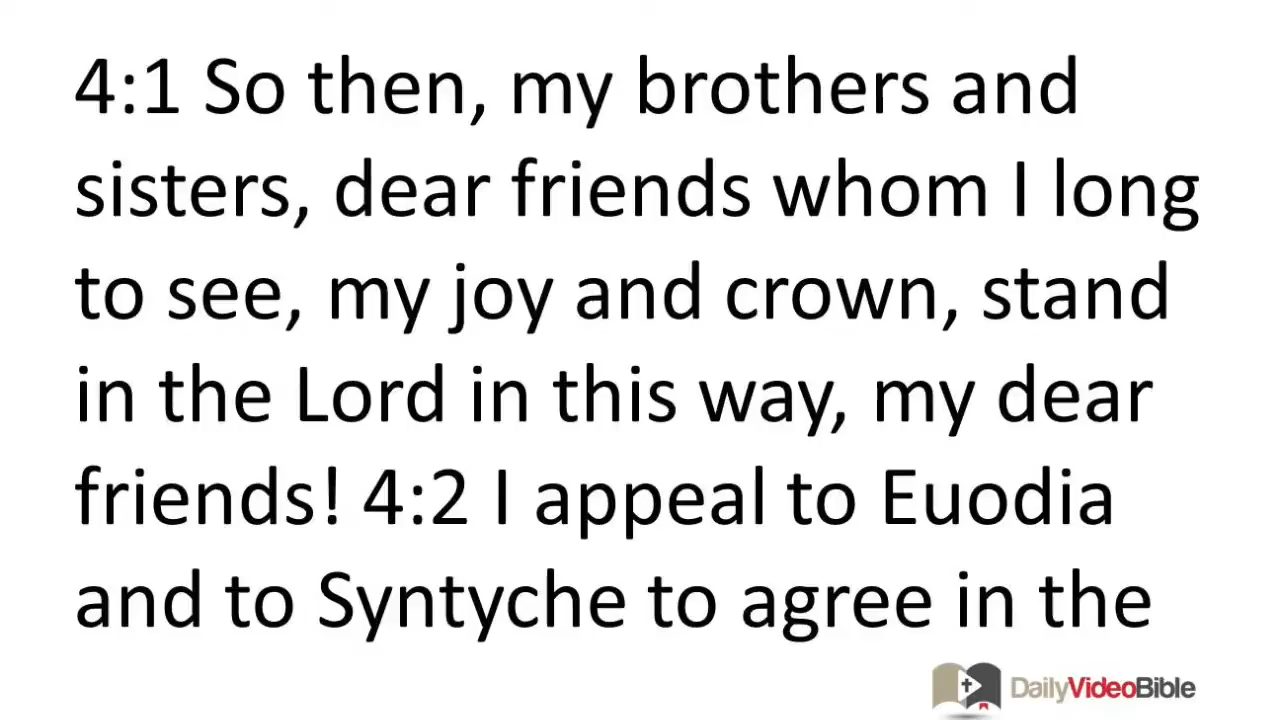 4:1 So then, my brothers and
sisters, dear friends whom I long
to see, my joy and crown, stand
in the Lord in this way, my dear
friends! 4:2 I appeal to Euodia
and to Syntyche to agree in the
DailyVideoBible